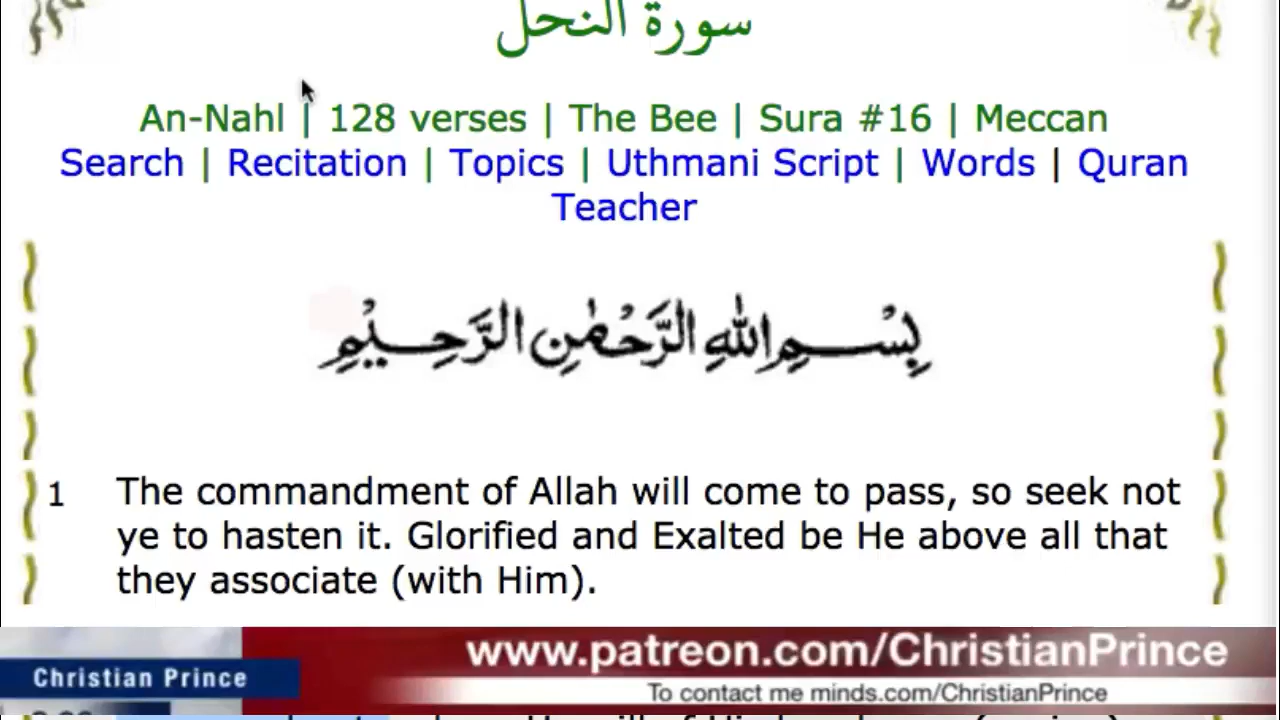 سورة النحل
An-Nahl | 128 verses | The Bee | Sura #16 | Meccan
Search | Recitation | Topics | Uthmani Script | Words | Quran
Teacher
بِسْمِ اللهِ الرَّحْمٰنِ الرَّحِيْمِ
1 The commandment of Allah will come to pass, so seek not
ye to hasten it. Glorified and Exalted be He above all that
they associate (with Him).
www.patreon.com/ChristianPrince
Christian Prince
To contact me minds.com/ChristianPrince